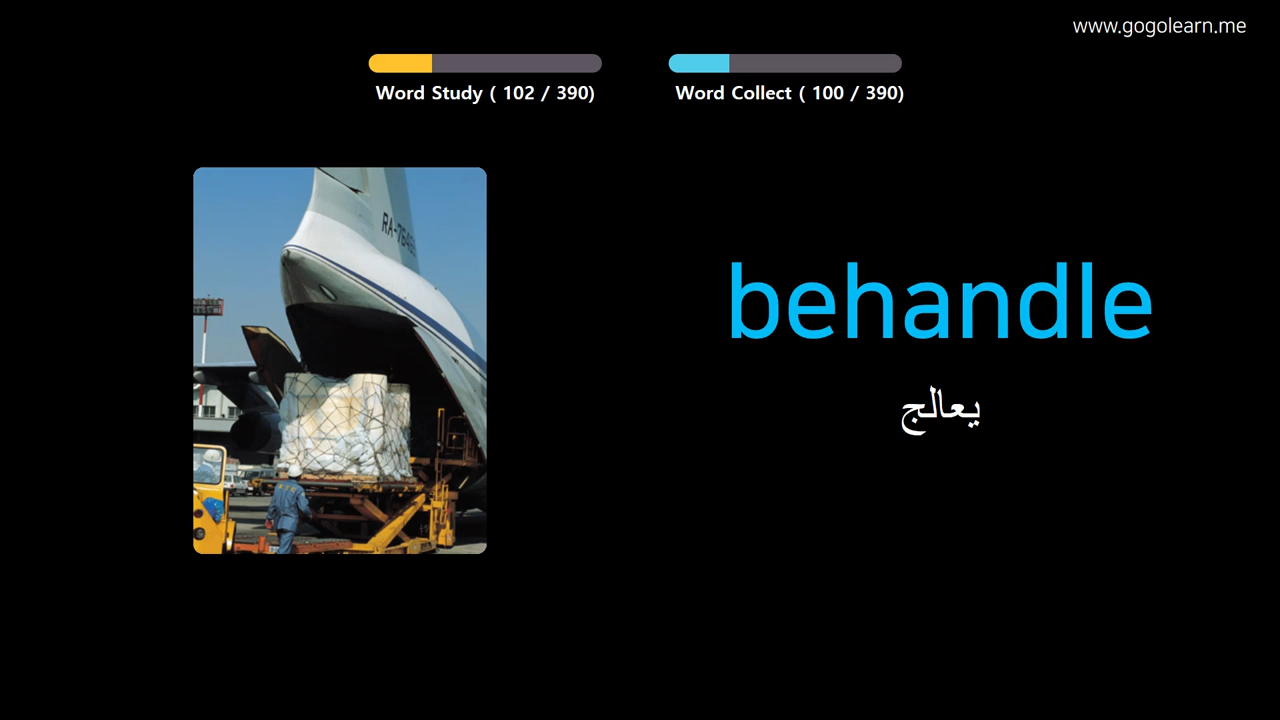 www.gogolearn.me
Word Study ( 102 / 390)
Word Collect ( 100 / 390)
behandle
يعالج